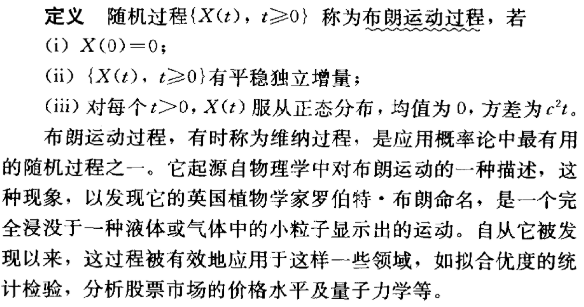 定义 随机过程{X(t), t⩾0} 称为布朗运动过程，若
(i) X(0)=0；
(ii) {X(t), t⩾0}有平稳独立增量；
(iii) 对每个t>0，X(t) 服从正态分布，均值为 0，方差为 c²t。
布朗运动过程，有时称为维纳过程，是应用概率论中最有用
的随机过程之一。它起源自物理学中对布朗运动的一种描述，这
种现象，以发现它的英国植物学家罗伯特·布朗命名，是一个完
全浸没于一种液体或气体中的小粒子显示出的运动。自从它被发
现以来，这过程被有效地应用于这样一些领域，如拟合优度的统
计检验，分析股票市场的价格水平及量子力学等。